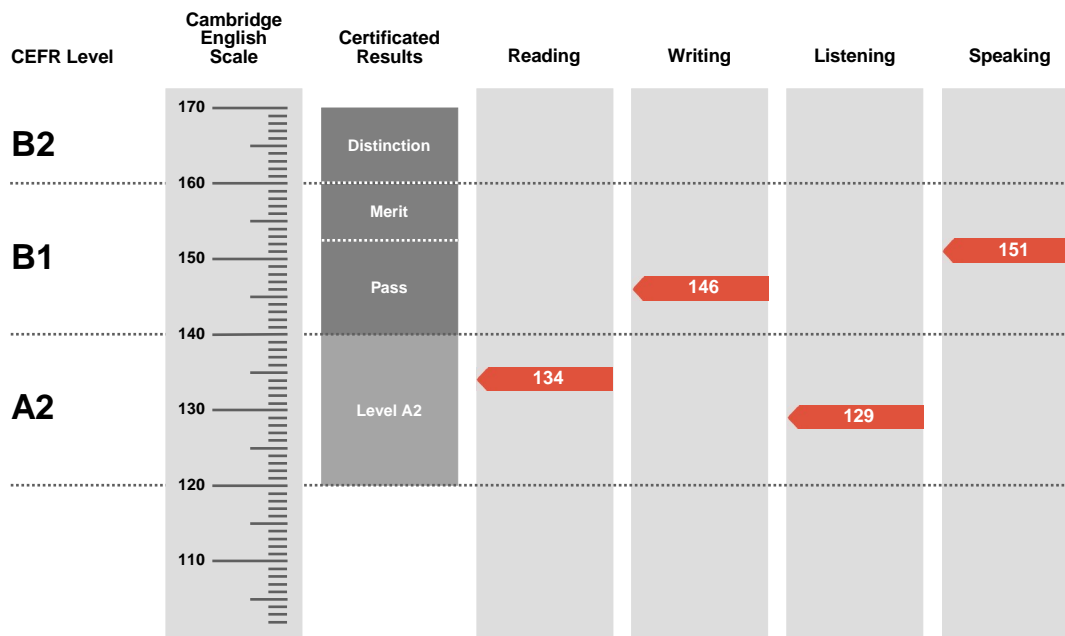 CEFR Level
Cambridge
English
Scale
Certificated
Results
Reading
Writing
Listening
Speaking
170
B2
Distinction
160
Merit
B1
150
151
Pass
146
140
134
A2
130
Level A2
129
120
110